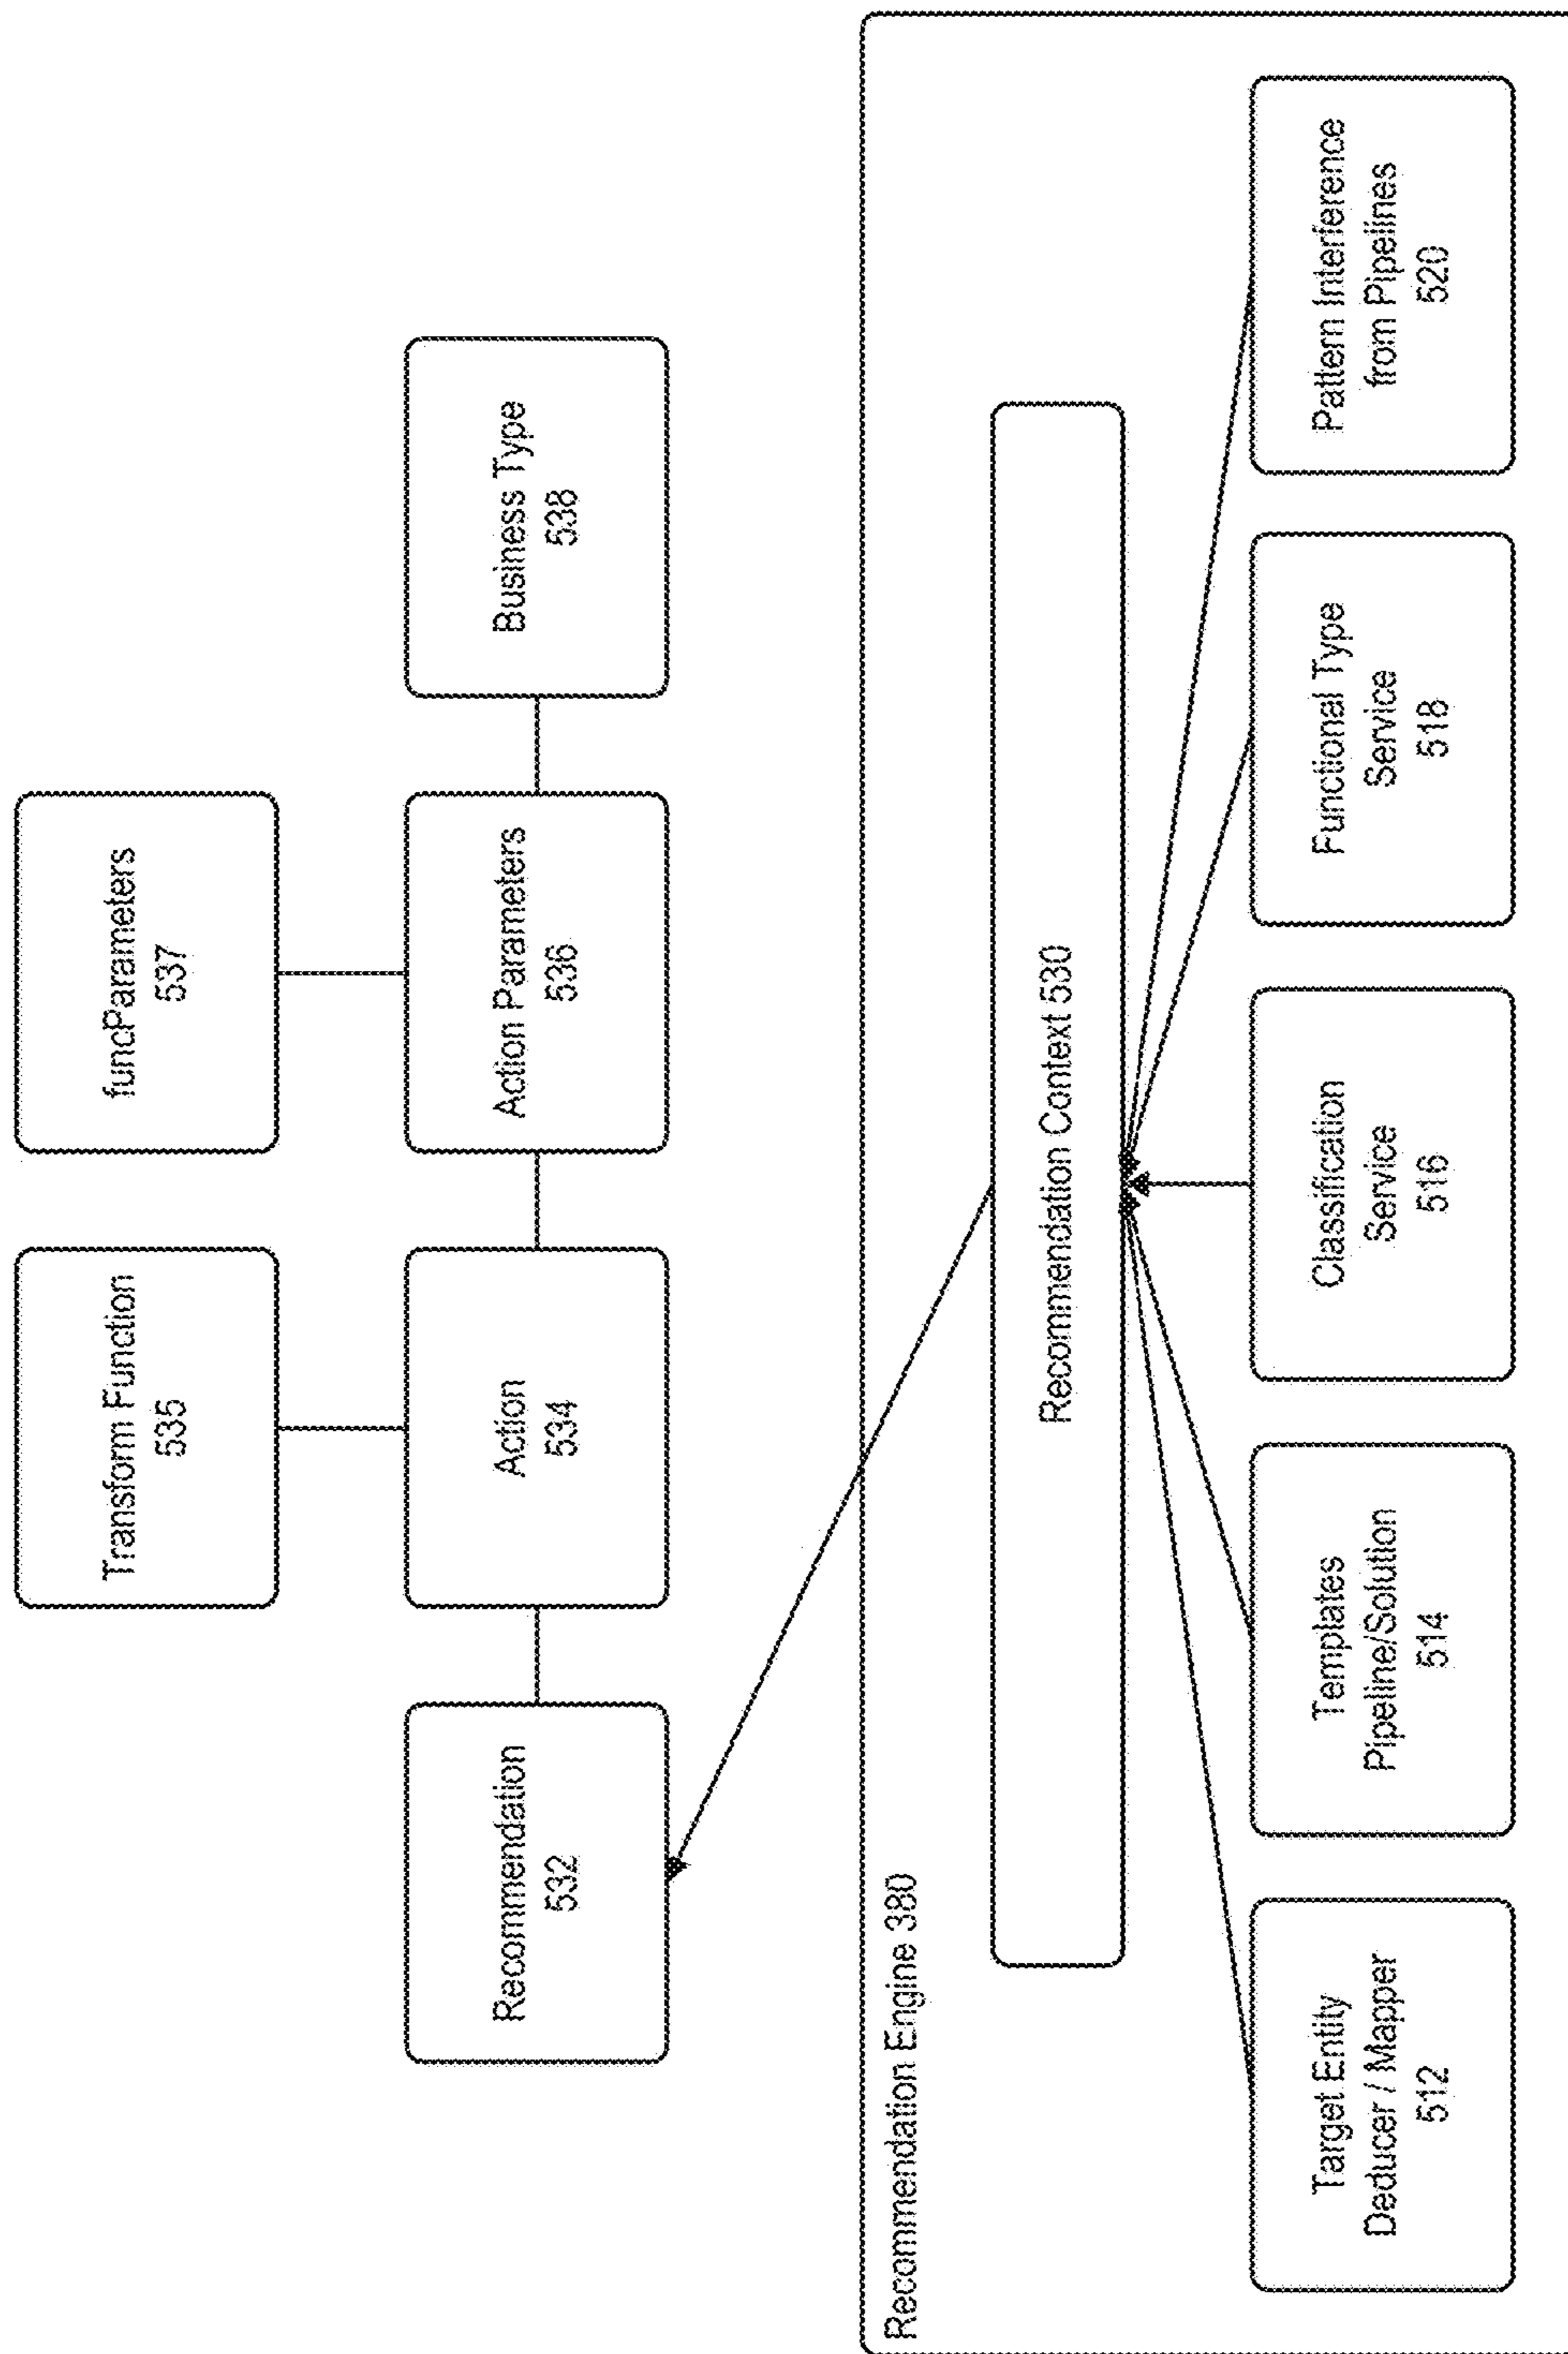 Transform Function
535
funcParameters
537
Recommendation
532
Action
534
Action Parameters
536
Business Type
538
Recommendation Engine 380
Recommendation Context 530
Target Entity
Deducer / Mapper
512
Templates
Pipeline/Solution
514
Classification
Service
516
Functional Type
Service
518
Pattern Interference
from Pipelines
520